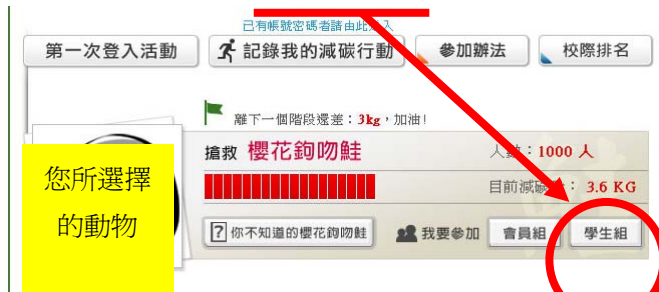 已有帳號密碼者請由此進入
第一次登入活動 記錄我的減碳行動 參加辦法 校際排名
離下一個階段還差：3kg，加油！
搶救 櫻花鉤吻鮭 人數：1000 人
目前減碳量： 3.6 KG
您所選擇
的動物
?你不知道的櫻花鉤吻鮭 我要參加 會員組 學生組